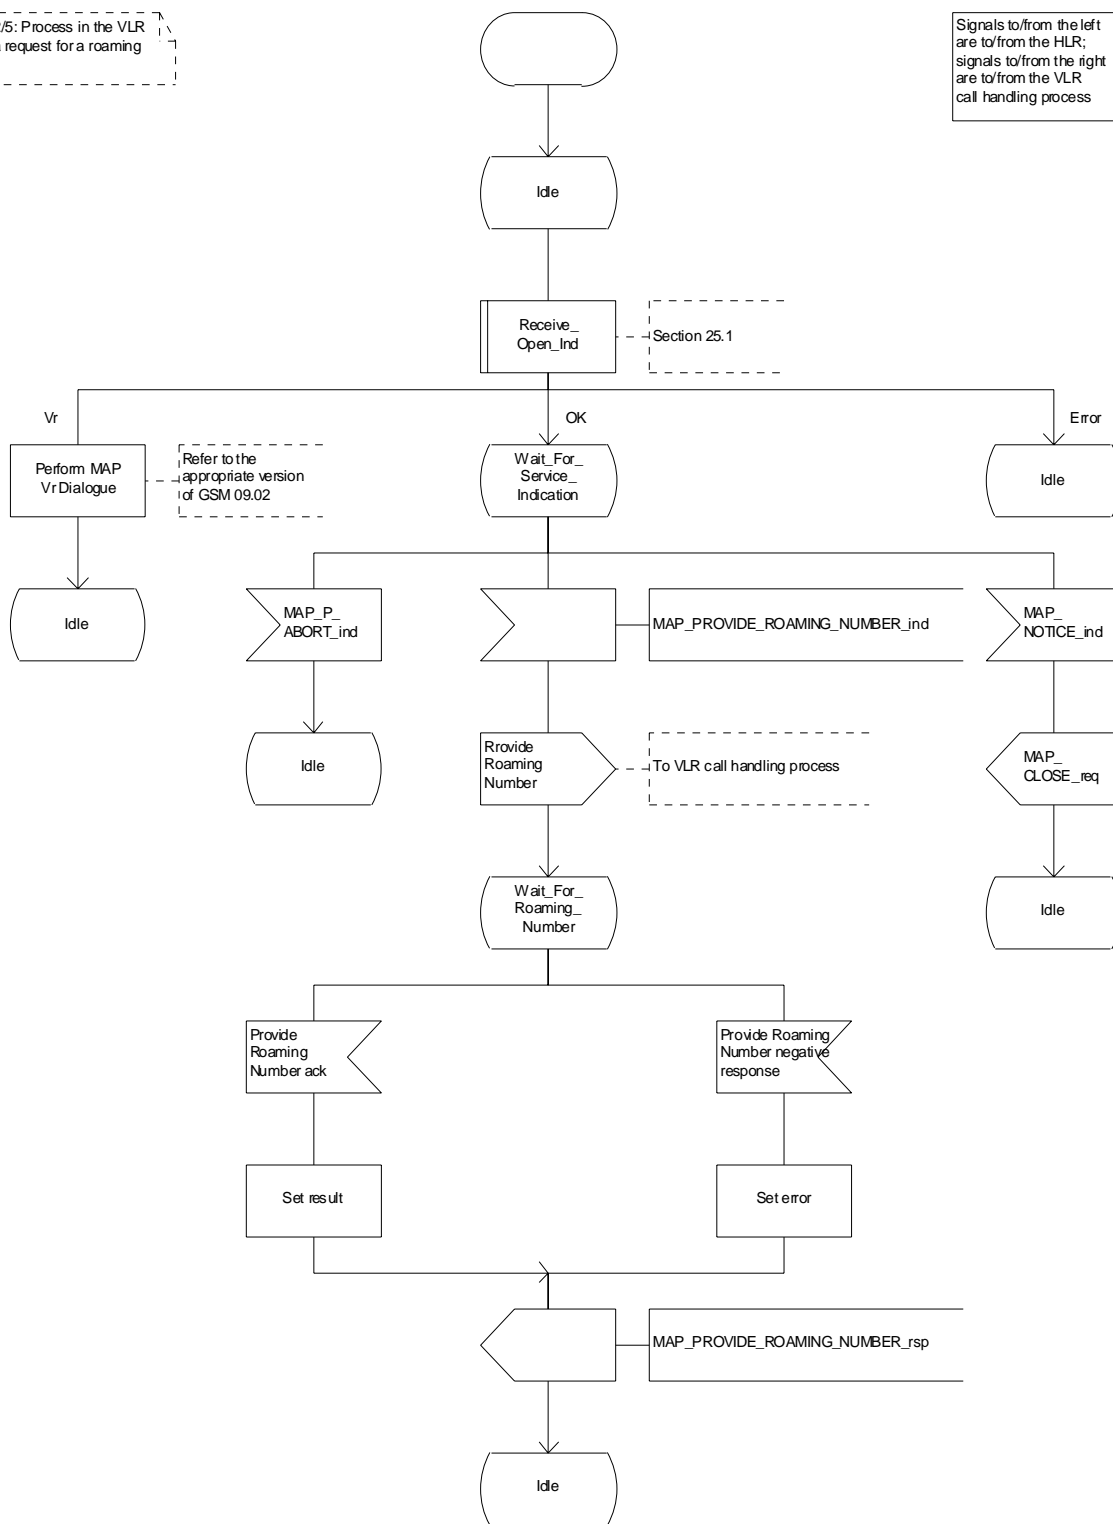 /5: Process in the VLR
request for a roaming
Signals to/from the left
are to/from the HLR;
signals to/from the right
are to/from the VLR
call handling process
Idle
Receive_
Open_Ind
Section 25.1
Vr
OK
Error
Perform MAP
Vr Dialogue
Refer to the
appropriate version
of GSM 09.02
Wait_For_
Service_
Indication
Idle
Idle
MAP_P_
ABORT_ind
MAP_PROVIDE_ROAMING_NUMBER_ind
MAP_
NOTICE_ind
Idle
Rrovide
Roaming
Number
To VLR call handling process
MAP_
CLOSE_req
Wait_For_
Roaming_
Number
Idle
Provide
Roaming
Number ack
Provide Roaming
Number negative
response
Set result
Set error
MAP_PROVIDE_ROAMING_NUMBER_rsp
Idle